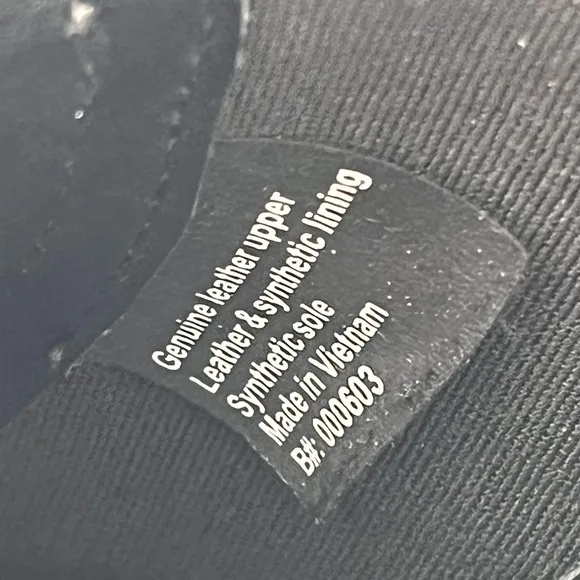 Genuine leather upper
Leather & synthetic lining
Synthetic sole
Made in Vietnam
B#: 000603